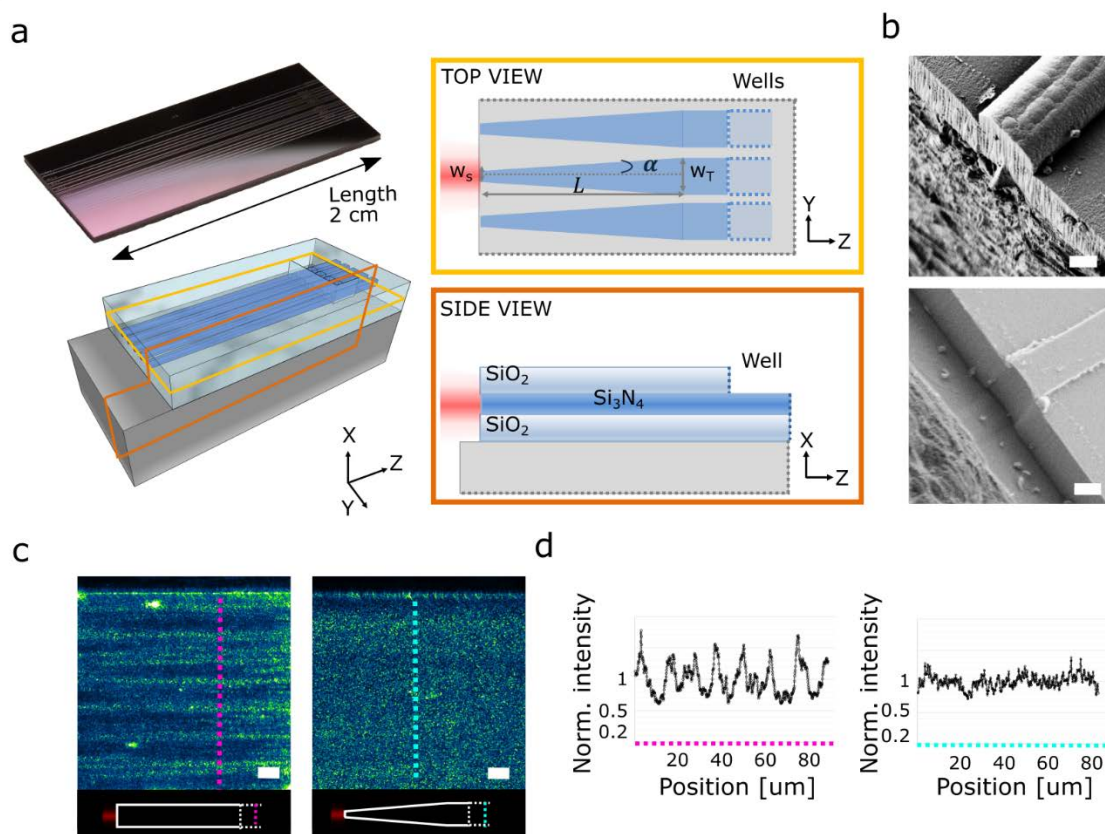 a
Length
2 cm
X
Z
Y
TOP VIEW
Wells
wₛ
α
L
w_T
Y
Z
SIDE VIEW
SiO₂
Well
Si₃N₄
SiO₂
X
Z
b
c
d
Norm. intensity
1
0.5
0.2
20 40 60 80
Position [um]
Norm. intensity
1
0.5
0.2
20 40 60 80
Position [um]